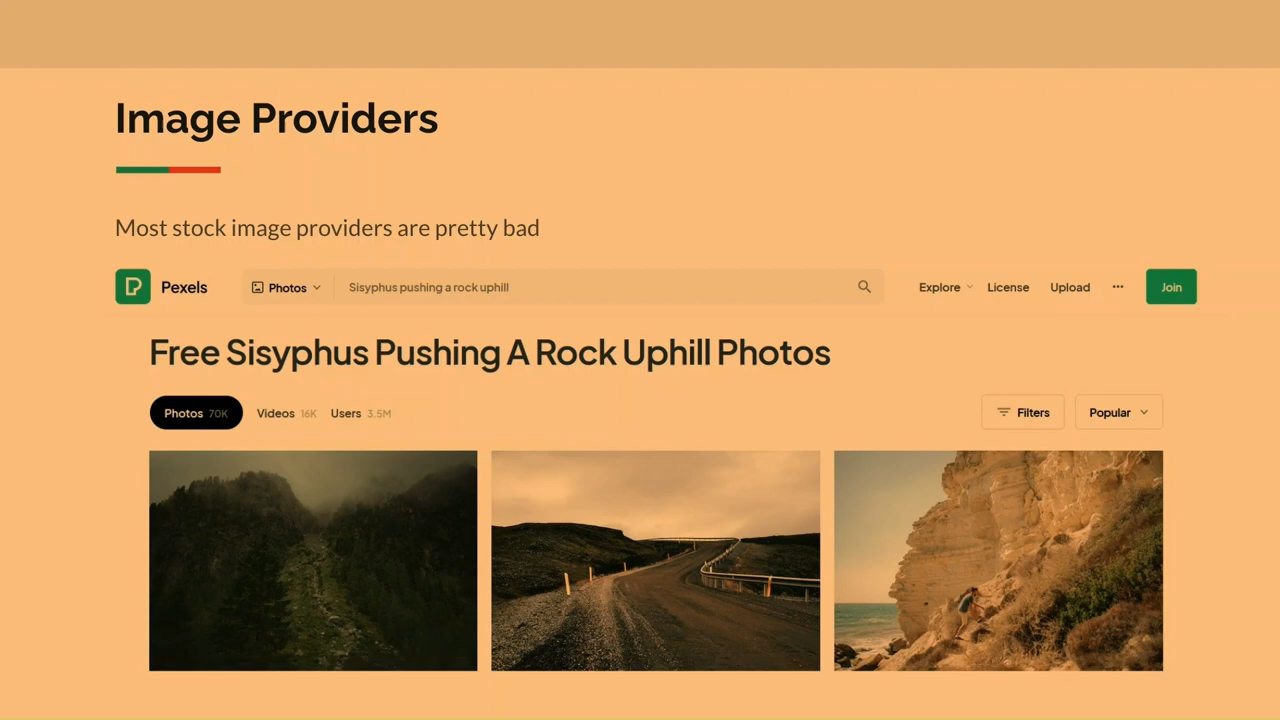 Image Providers
Most stock image providers are pretty bad
Pexels Photos Sisyphus pushing a rock uphill Explore License Upload ... Join
Free Sisyphus Pushing A Rock Uphill Photos
Photos 70K Videos 16K Users 3.5M Filters Popular